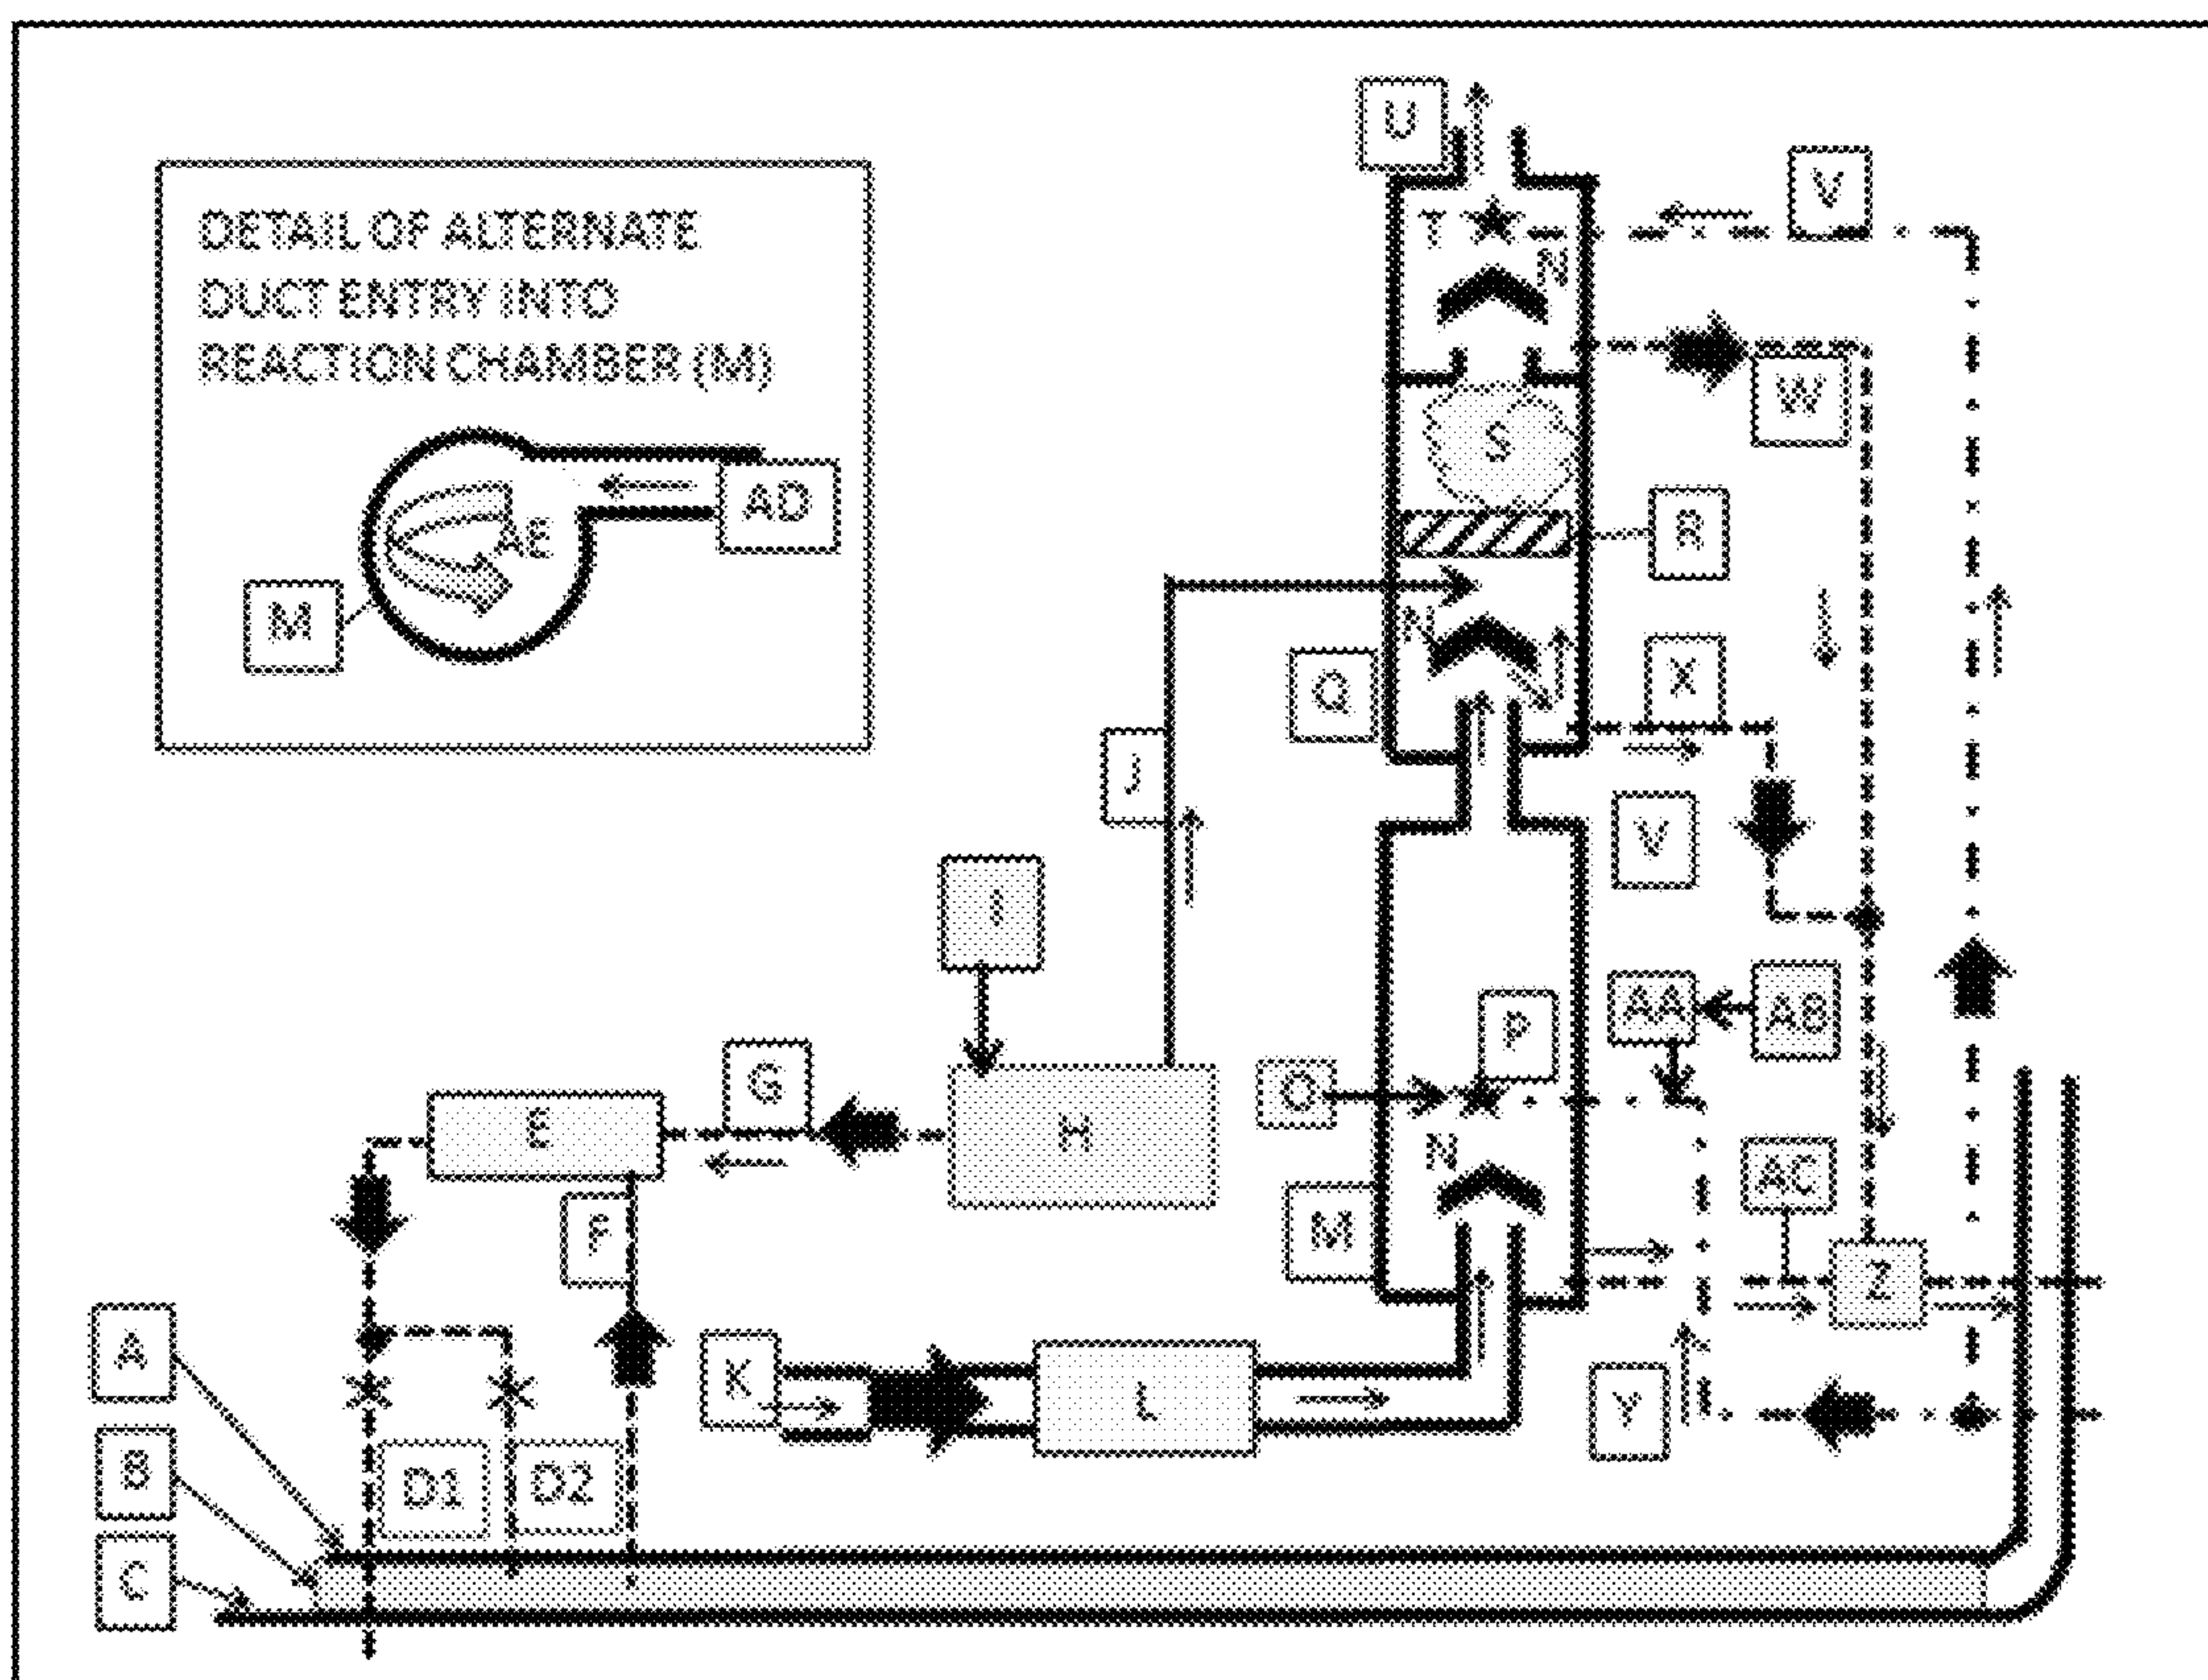 U
V
DETAIL OF ALTERNATE
DUCT ENTRY INTO
REACTION CHAMBER (M)
T
N
W
S
AD
R
AE
M
N
Q
X
J
V
I
AA
AB
P
G
O
E
H
N
AC
F
M
Z
A
K
L
Y
B
D1
D2
C